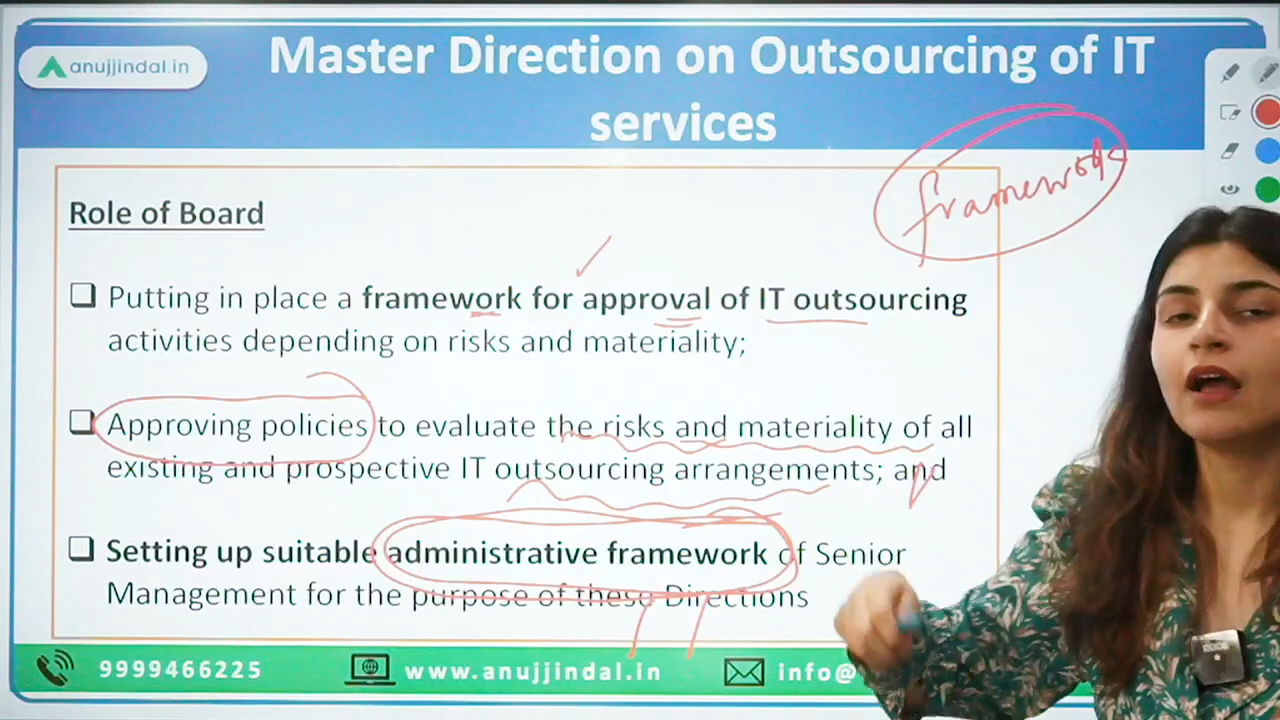 anujjindal.in
Master Direction on Outsourcing of IT
services
framework
Role of Board
Putting in place a framework for approval of IT outsourcing
activities depending on risks and materiality;
Approving policies to evaluate the risks and materiality of all
existing and prospective IT outsourcing arrangements; and
Setting up suitable administrative framework of Senior
Management for the purpose of these Directions
9999466225
www.anujjindal.in
info@